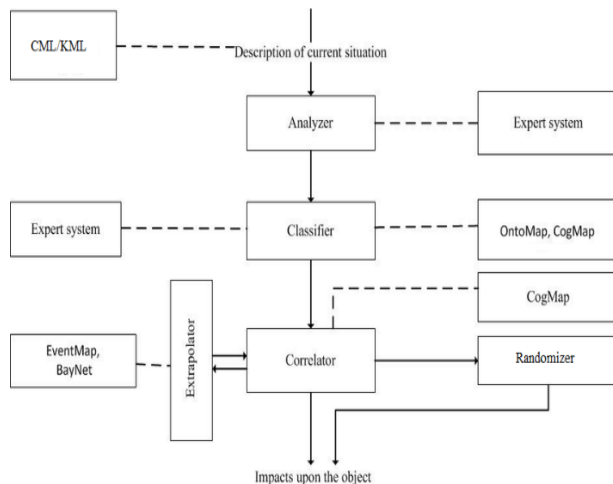 CML/KML
Description of current situation
Analyzer
Expert system
Expert system
Classifier
OntoMap, CogMap
CogMap
EventMap,
BayNet
Extrapolator
Correlator
Randomizer
Impacts upon the object